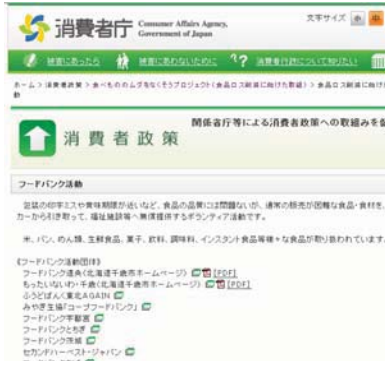 消費者庁 Consumer Affairs Agency, Government of Japan
文字サイズ 小
被害にあったら 被害にあわないために ?? 消費者行政について知りたい
ホーム > 消費者政策 > 食べもののムダをなくそうプロジェクト(食品ロス削減に向けた取組) > 食品ロス削減に向け
動
消費者政策
関係省庁等による消費者政策への取組みを
フードバンク活動
包装の印字ミスや賞味期限が近いなど、食品の品質には問題ないが、通常の販売が困難な食品・食材を、
カーから引き取って、福祉施設等へ無償提供するボランティア活動です。
米、パン、めん類、生鮮食品、菓子、飲料、調味料、インスタント食品等様々な食品が取り扱われています
《フードバンク活動団体》
フードバンク道央(北海道千歳市ホームページ) [PDF]
もったいないわ・千歳(北海道千歳市ホームページ) [PDF]
ふうどばんく東北AGAIN
みやぎ生協「コープフードバンク」
フードバンク宇都宮
フードバンクとちぎ
フードバンク茨城
セカンドハーベスト・ジャパン